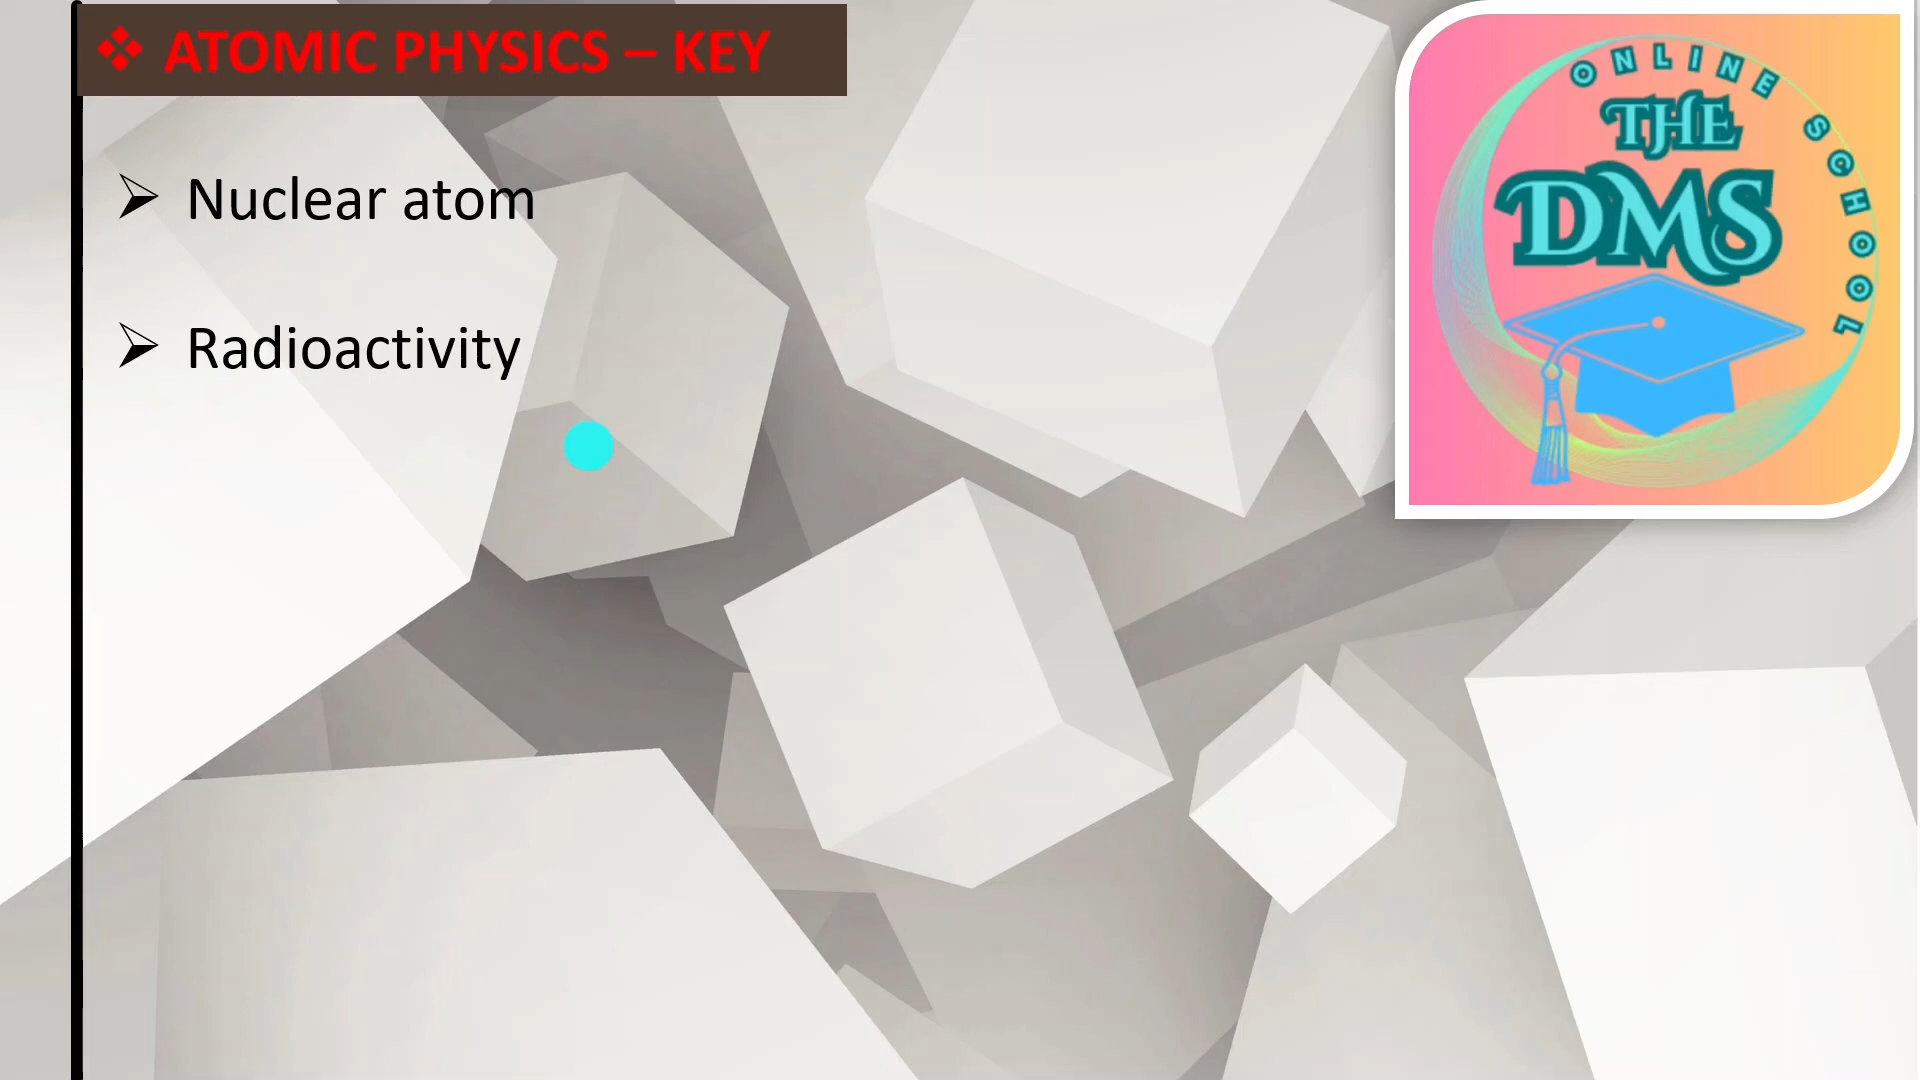 ❖ ATOMIC PHYSICS – KEY
➢ Nuclear atom
➢ Radioactivity
ONLINE SCHOOL
THE
DMS